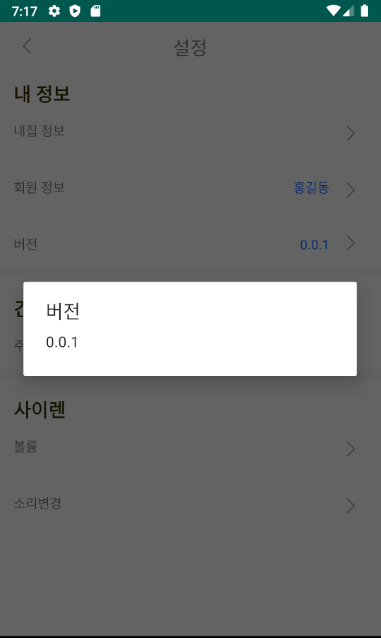 7:17
설정
내 정보
내집 정보
회원 정보 홍길동
버전 0.0.1
버전
0.0.1
사이렌
볼륨
소리변경